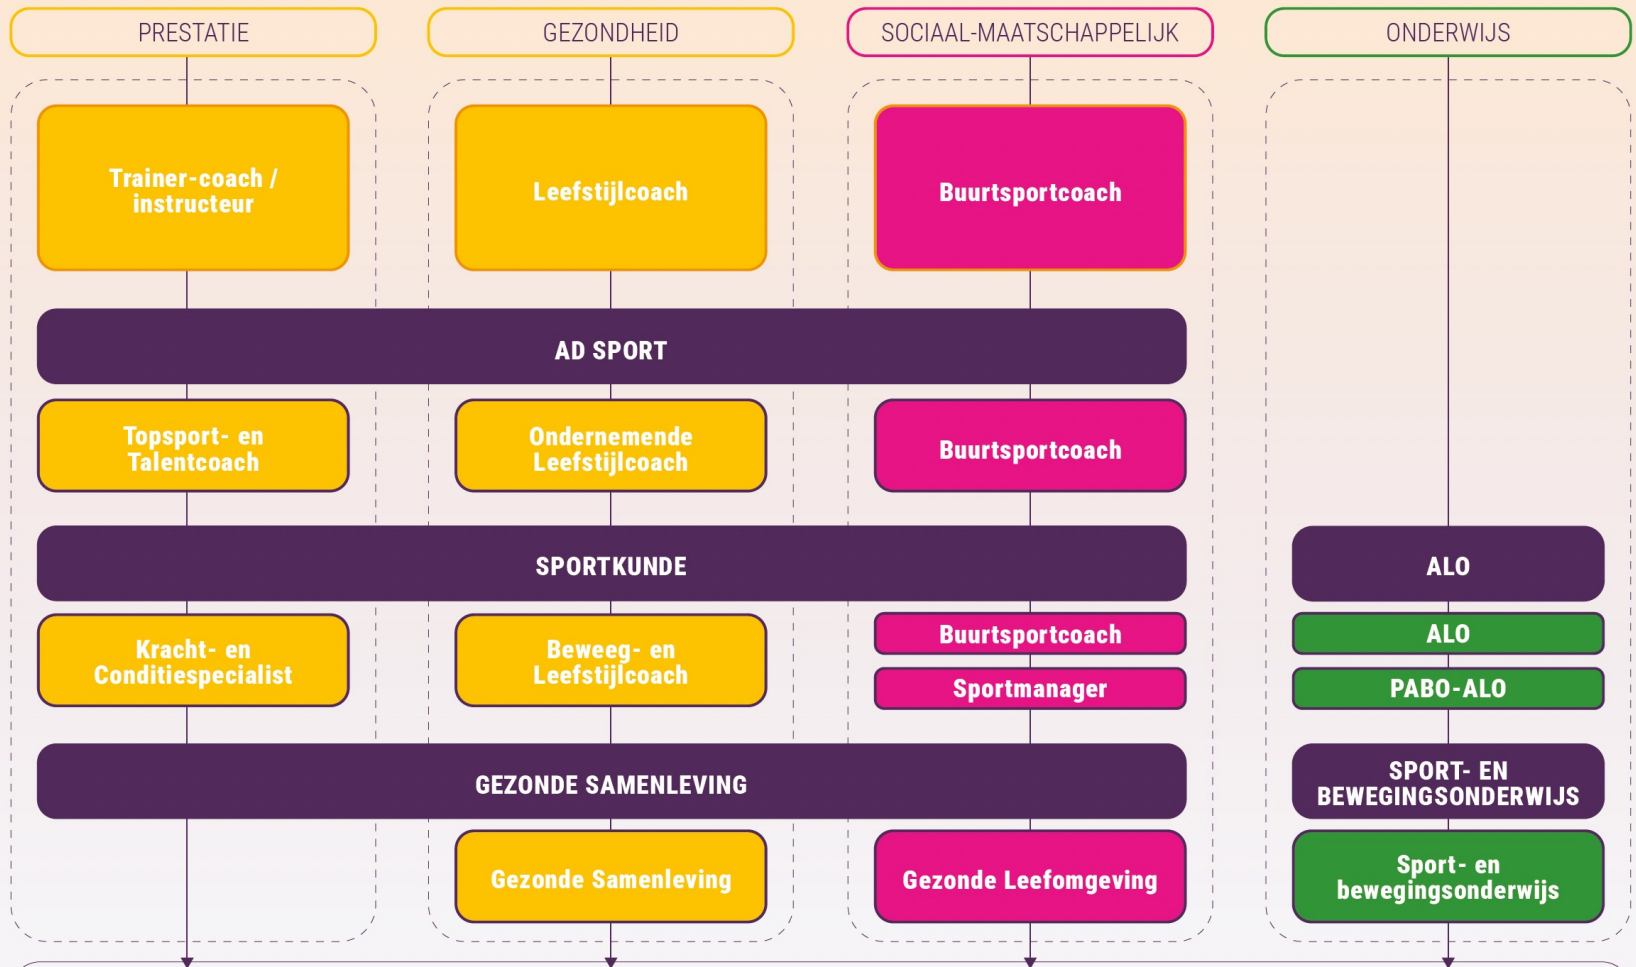 PRESTATIE
GEZONDHEID
SOCIAAL-MAATSCHAPPELIJK
ONDERWIJS
Trainer-coach /
instructeur
Leefstijlcoach
Buurtsportcoach
AD SPORT
Topsport- en
Talentcoach
Ondernemende
Leefstijlcoach
Buurtsportcoach
SPORTKUNDE
ALO
Kracht- en
Conditiespecialist
Beweeg- en
Leefstijlcoach
Buurtsportcoach
Sportmanager
ALO
PABO-ALO
GEZONDE SAMENLEVING
SPORT- EN
BEWEGINGSONDERWIJS
Gezonde Samenleving
Gezonde Leefomgeving
Sport- en
bewegingsonderwijs